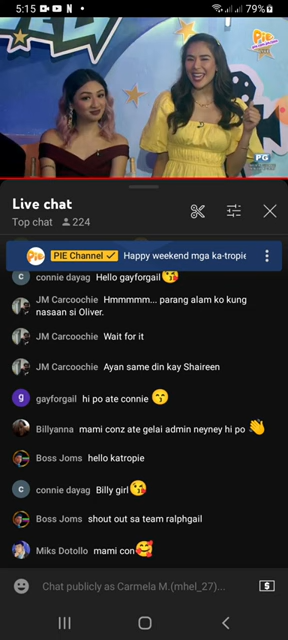 5:15
79%
Pie
PG
Live chat
Top chat 224
Pie PIE Channel Happy weekend mga ka-tropie
c connie dayag Hello gayforgail😘
JM Carcoochie Hmmmmm... parang alam ko kung
nasaan si Oliver.
JM Carcoochie Wait for it
JM Carcoochie Ayan same din kay Shaireen
g gayforgail hi po ate connie 😙
Billyanna mami conz ate gelai admin neyney hi po 👋
Boss Joms hello katropie
c connie dayag Billy girl😘
Boss Joms shout out sa team ralphgail
Miks Dotollo mami con🥰
Chat publicly as Carmela M.(mhel_27)...